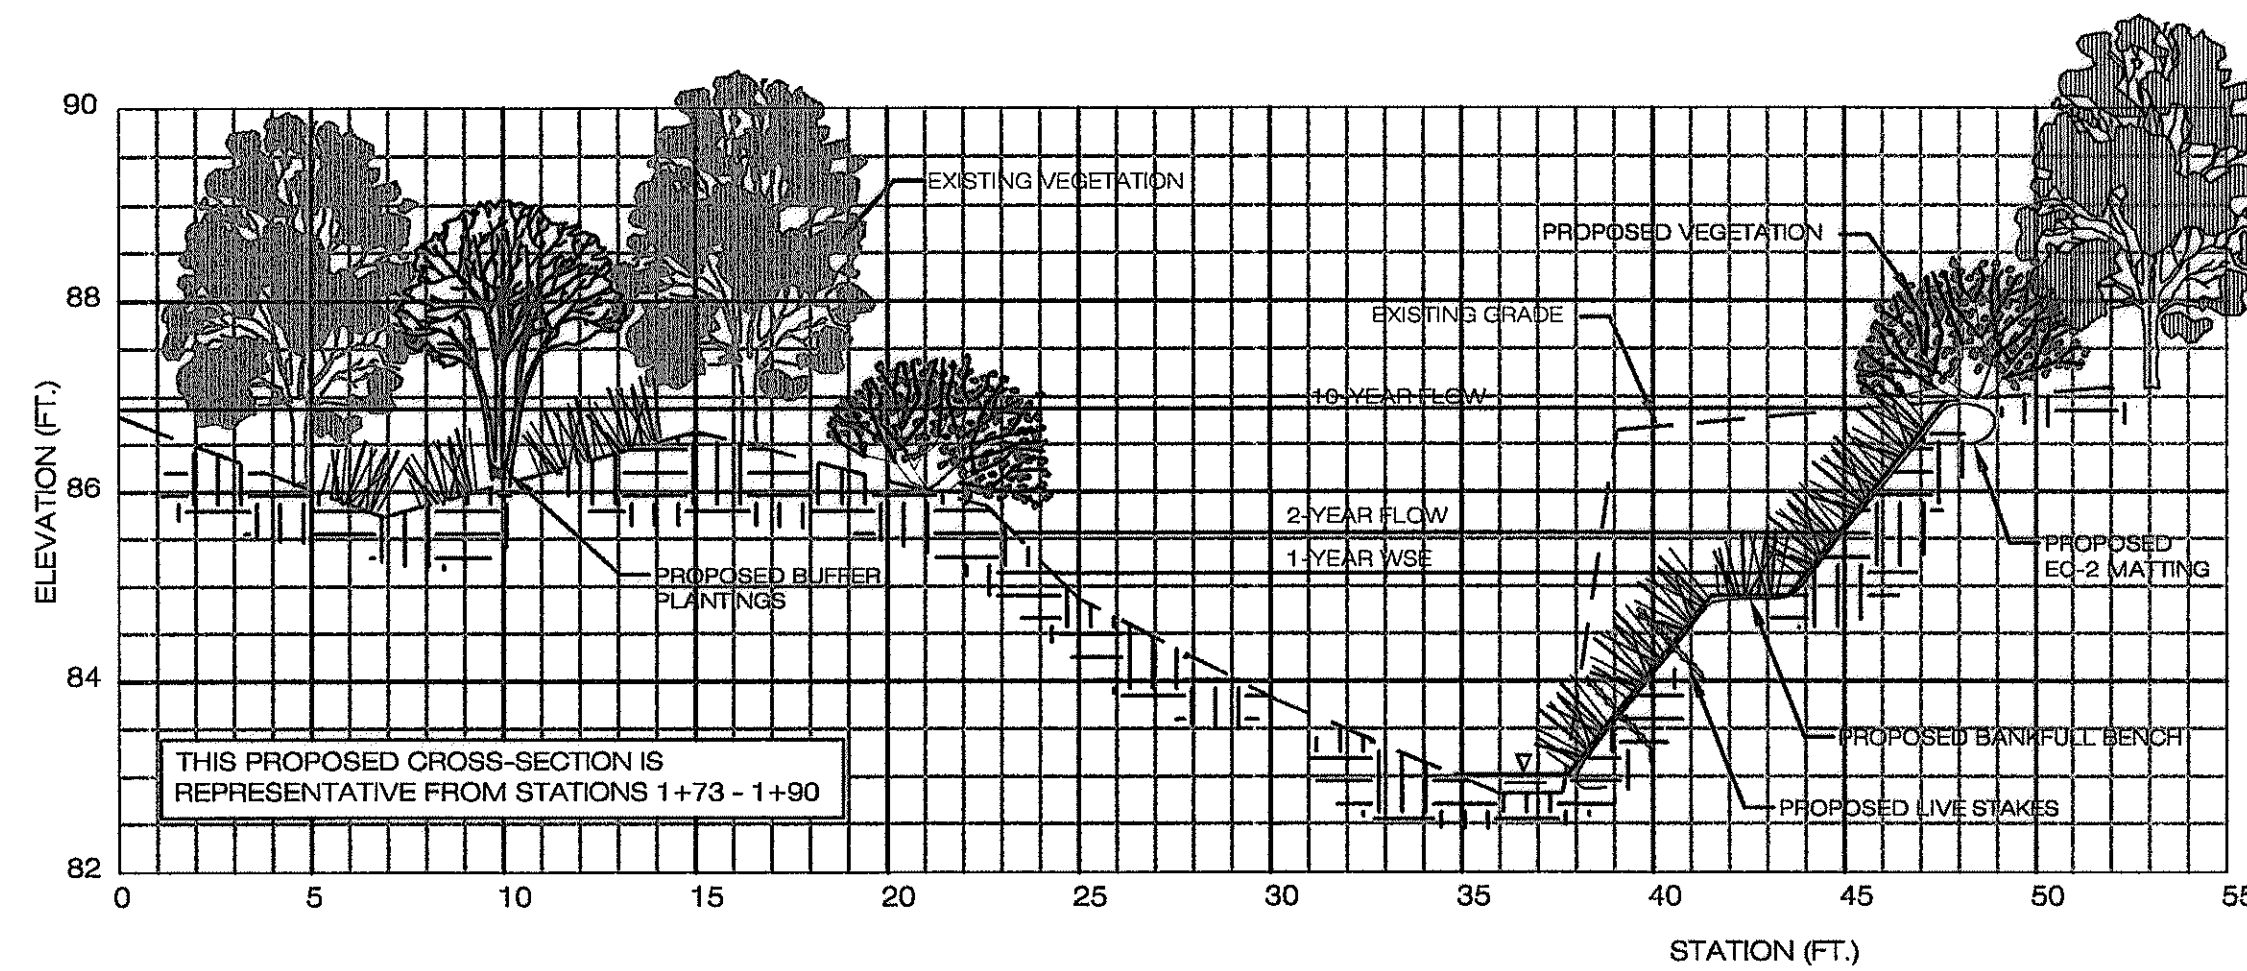 90
EXISTING VEGETATION
PROPOSED VEGETATION
88
EXISTING GRADE
10-YEAR FLOW
ELEVATION (FT.)
86
2-YEAR FLOW
1-YEAR WSE
PROPOSED
EC-2 MATTING
PROPOSED BUFFER
PLANTINGS
84
PROPOSED BANKFULL BENCH
THIS PROPOSED CROSS-SECTION IS
REPRESENTATIVE FROM STATIONS 1+73 - 1+90
PROPOSED LIVE STAKES
82
0 5 10 15 20 25 30 35 40 45 50 55
STATION (FT.)